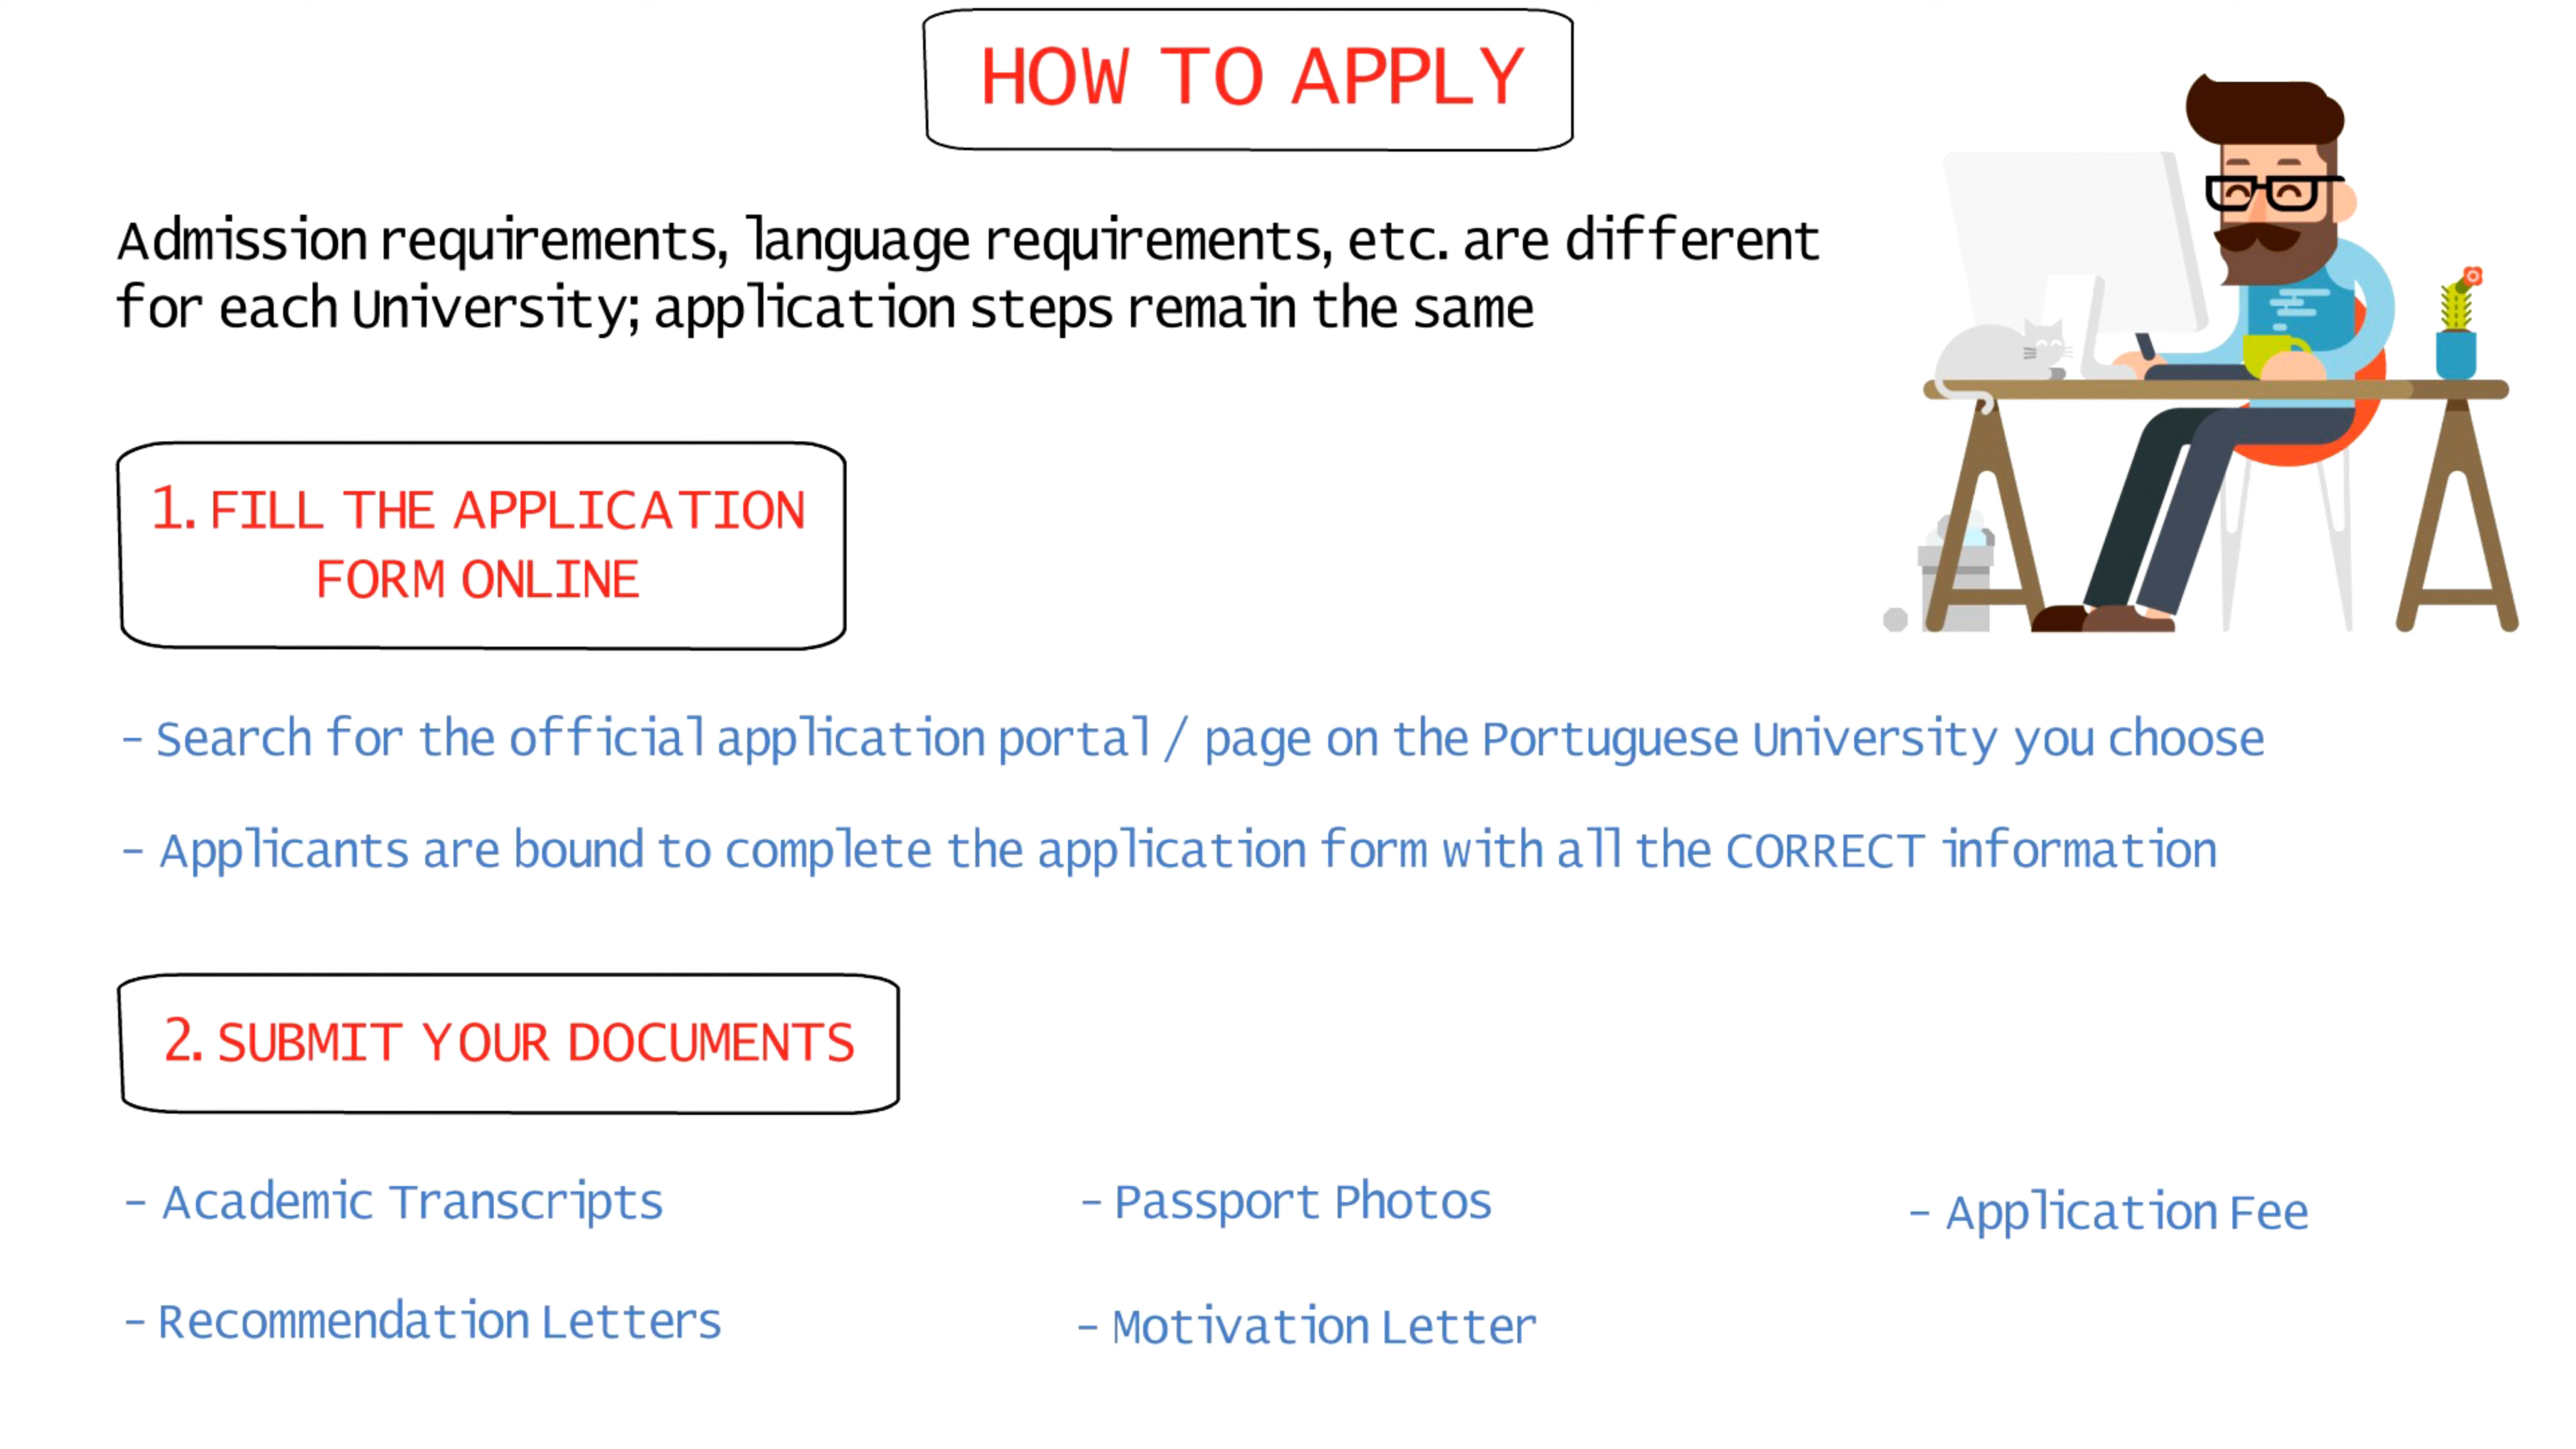 HOW TO APPLY
Admission requirements, language requirements, etc. are different
for each University; application steps remain the same
1. FILL THE APPLICATION
FORM ONLINE
- Search for the official application portal / page on the Portuguese University you choose
- Applicants are bound to complete the application form with all the CORRECT information
2. SUBMIT YOUR DOCUMENTS
- Academic Transcripts
- Recommendation Letters
- Passport Photos
- Motivation Letter
- Application Fee